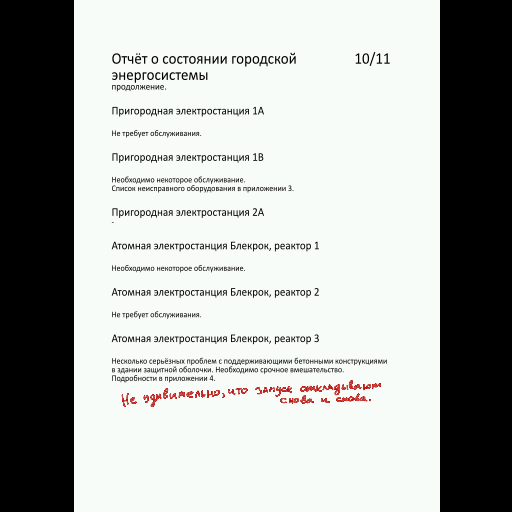 Отчёт о состоянии городской 10/11
энергосистемы
продолжение.
Пригородная электростанция 1А
Не требует обслуживания.
Пригородная электростанция 1В
Необходимо некоторое обслуживание.
Список неисправного оборудования в приложении 3.
Пригородная электростанция 2А
-
Атомная электростанция Блекрок, реактор 1
Необходимо некоторое обслуживание.
Атомная электростанция Блекрок, реактор 2
Не требует обслуживания.
Атомная электростанция Блекрок, реактор 3
Несколько серьёзных проблем с поддерживающими бетонными конструкциями
в здании защитной оболочки. Необходимо срочное вмешательство.
Подробности в приложении 4.
Не удивительно, что запуск откладывают
снова и снова.